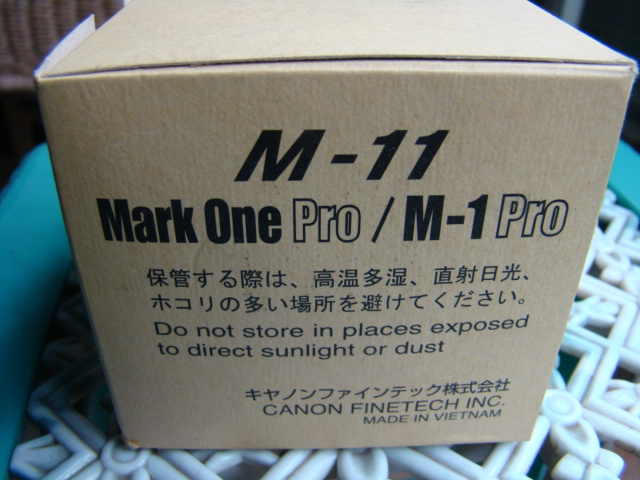 M-11
Mark One Pro / M-1 Pro
保管する際は、高温多湿、直射日光、
ホコリの多い場所を避けてください。
Do not store in places exposed
to direct sunlight or dust
キヤノンファインテック株式会社
CANON FINETECH INC.
MADE IN VIETNAM